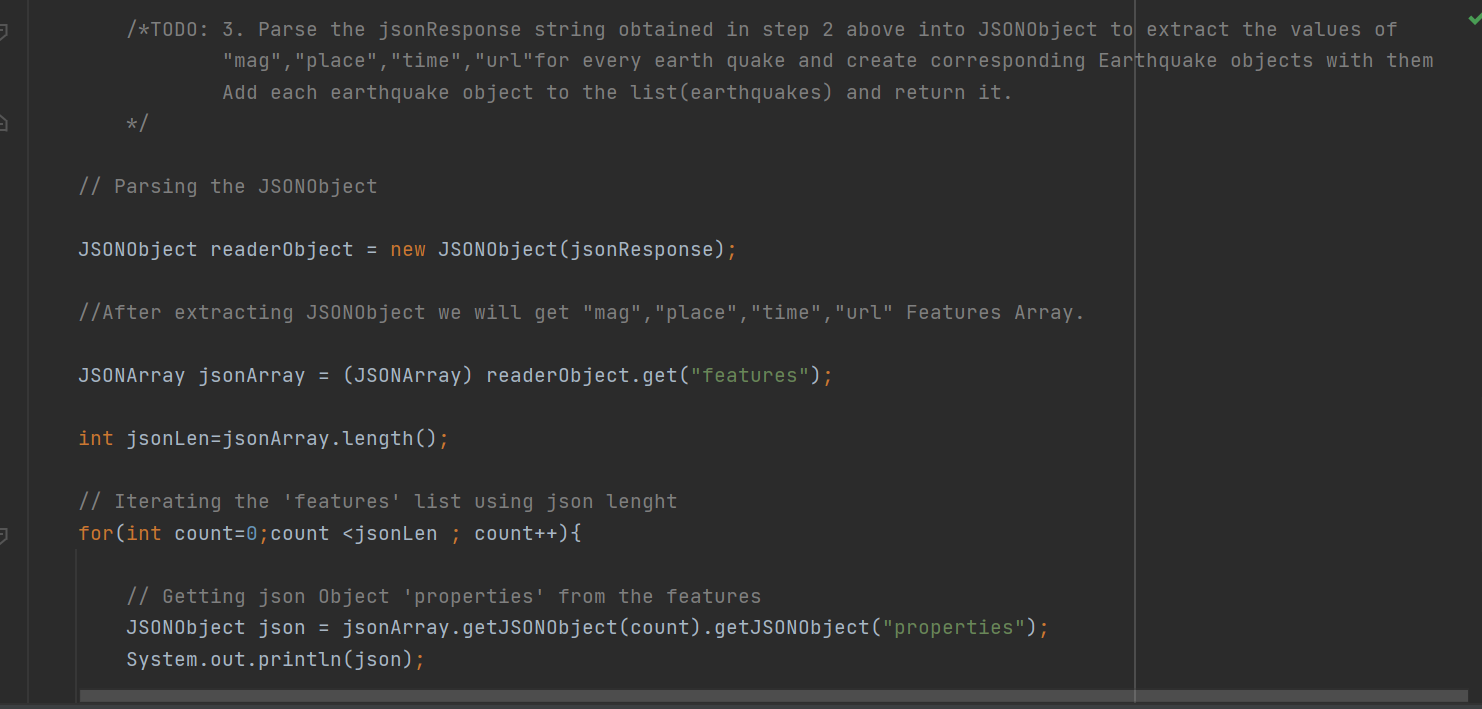 /*TODO: 3. Parse the jsonResponse string obtained in step 2 above into JSONObject to extract the values of
"mag","place","time","url"for every earth quake and create corresponding Earthquake objects with them
Add each earthquake object to the list(earthquakes) and return it.
*/
// Parsing the JSONObject
JSONObject readerObject = new JSONObject(jsonResponse);
//After extracting JSONObject we will get "mag","place","time","url" Features Array.
JSONArray jsonArray = (JSONArray) readerObject.get("features");
int jsonLen=jsonArray.length();
// Iterating the 'features' list using json lenght
for(int count=0;count <jsonLen ; count++){
// Getting json Object 'properties' from the features
JSONObject json = jsonArray.getJSONObject(count).getJSONObject("properties");
System.out.println(json);